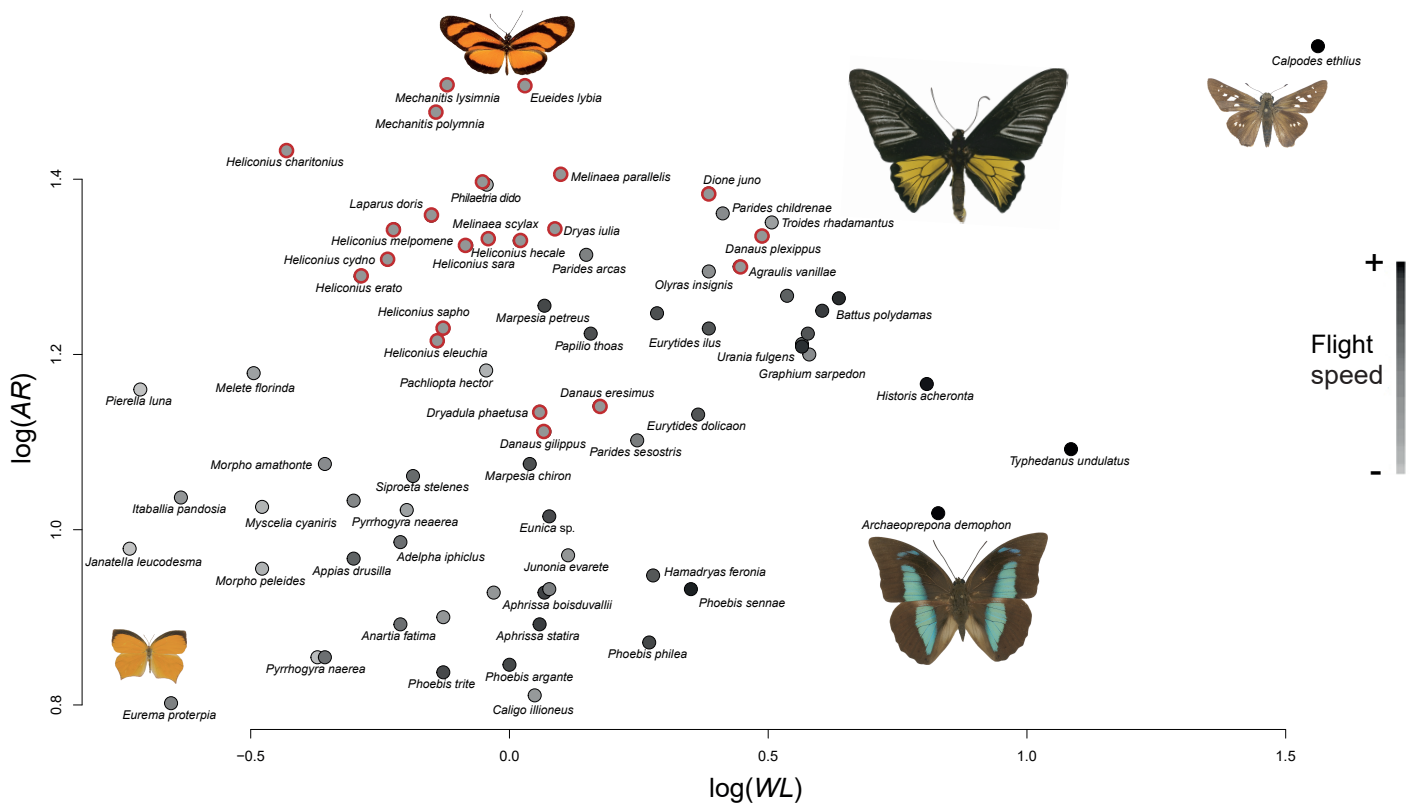 Calpodes ethlius
Mechanitis lysimnia
Eueides lybia
Mechanitis polymnia
Heliconius charitonius
1.4
Melinaea parallelis
Dione juno
Philaetria dido
Laparus doris
Parides childrenae
Melinaea scylax
Troides rhadamantus
Dryas iulia
Heliconius melpomene
Danaus plexippus
Heliconius hecale
Heliconius cydno
Heliconius sara
Parides arcas
Agraulis vanillae
Heliconius erato
Olyras insignis
+
Heliconius sapho
Marpesia petreus
Battus polydamas
Papilio thoas
Eurytides ilus
Flight
speed
Heliconius eleuchia
Urania fulgens
1.2
Graphium sarpedon
Pachliopta hector
Melete florinda
Danaus eresimus
Historis acheronta
Pierella luna
Dryadula phaetusa
Eurytides dolicaon
log(AR)
Danaus gilippus
Parides sesostris
Typhedanus undulatus
Morpho amathonte
Marpesia chiron
-
Siproeta stelenes
Itaballia pandosia
Myscelia cyaniris
Pyrrhogyra neaerea
Eunica sp.
Archaeoprepona demophon
1.0
Adelpha iphiclus
Janatella leucodesma
Appias drusilla
Junonia evarete
Hamadryas feronia
Morpho peleides
Aphrissa boisduvallii
Phoebis sennae
Anartia fatima
Aphrissa statira
Phoebis philea
Pyrrhogyra naerea
Phoebis trite
Phoebis argante
0.8
Eurema proterpia
Caligo illioneus
−0.5
0.0
0.5
1.0
1.5
log(WL)